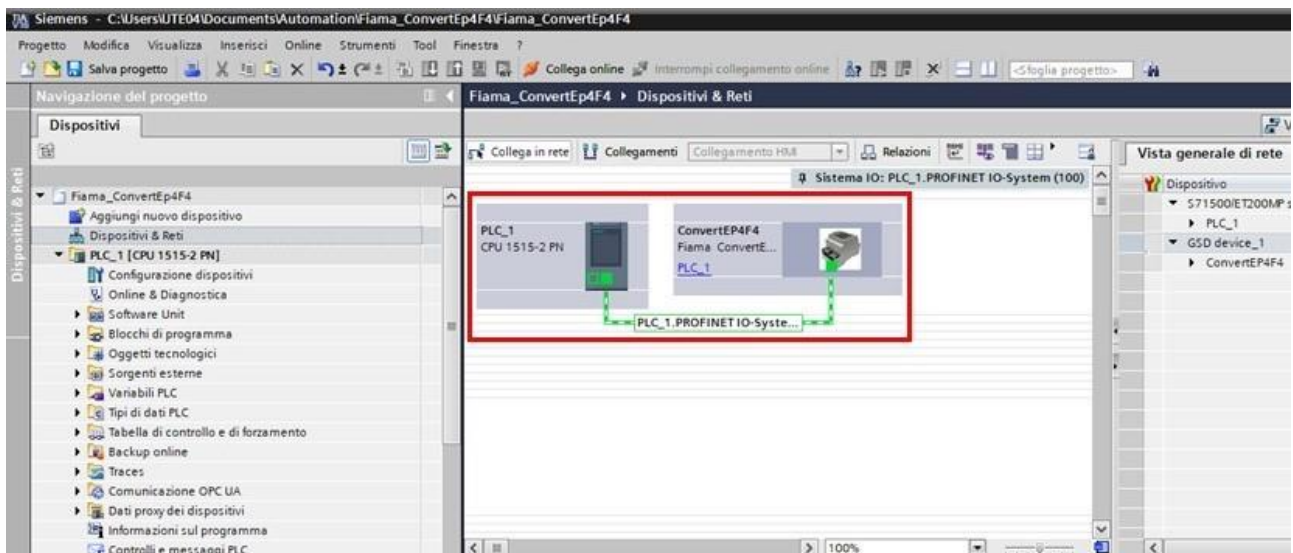 Siemens - C:\Users\UTE04\Documents\Automation\Fiama_ConvertEp4F4\Fiama_ConvertEp4F4
Progetto Modifica Visualizza Inserisci Online Strumenti Tool Finestra ?
Salva progetto Collega online Interrompi collegamento online <Sfoglia progetto>
Navigazione del progetto
Fiama_ConvertEp4F4 Dispositivi & Reti
Dispositivi
Collega in rete Collegamenti Collegamento HMI Relazioni
Vista generale di rete
Sistema IO: PLC_1.PROFINET IO-System (100)
Dispositivi & Reti
Fiama_ConvertEp4F4
Aggiungi nuovo dispositivo
Dispositivi & Reti
PLC_1 [CPU 1515-2 PN]
Configurazione dispositivi
Online & Diagnostica
Software Unit
Blocchi di programma
Oggetti tecnologici
Sorgenti esterne
Variabili PLC
Tipi di dati PLC
Tabella di controllo e di forzamento
Backup online
Traces
Comunicazione OPC UA
Dati proxy dei dispositivi
Informazioni sul programma
Controlli e messaggi PLC
PLC_1
CPU 1515-2 PN
ConvertEP4F4
Fiama ConvertE...
PLC_1
PLC_1.PROFINET IO-Syste...
100%
Dispositivo
S71500/ET200MP s
PLC_1
GSD device_1
ConvertEP4F4